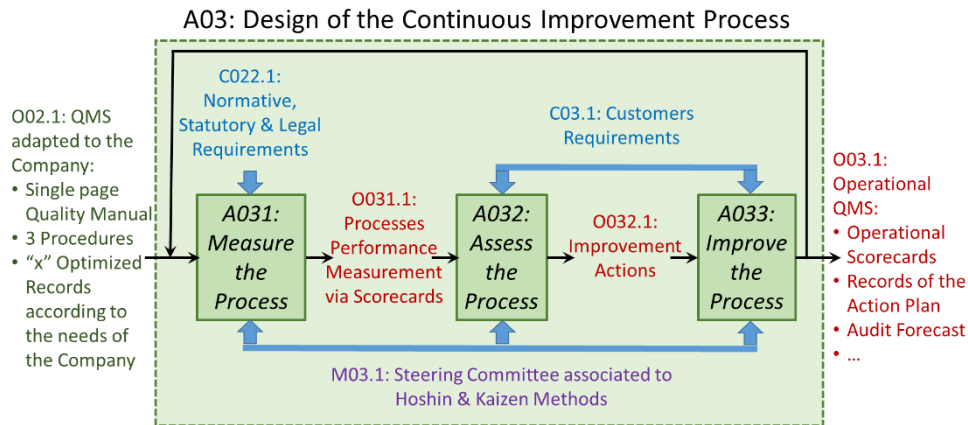 A03: Design of the Continuous Improvement Process
O02.1: QMS
adapted to the
Company:
• Single page
Quality Manual
• 3 Procedures
• “x” Optimized
Records
according to
the needs of
the Company
C022.1:
Normative,
Statutory & Legal
Requirements
A031:
Measure
the
Process
O031.1:
Processes
Performance
Measurement
via Scorecards
C03.1: Customers
Requirements
A032:
Assess
the
Process
O032.1:
Improvement
Actions
A033:
Improve
the
Process
M03.1: Steering Committee associated to
Hoshin & Kaizen Methods
O03.1:
Operational
QMS:
• Operational
Scorecards
• Records of the
Action Plan
• Audit Forecast
• ...